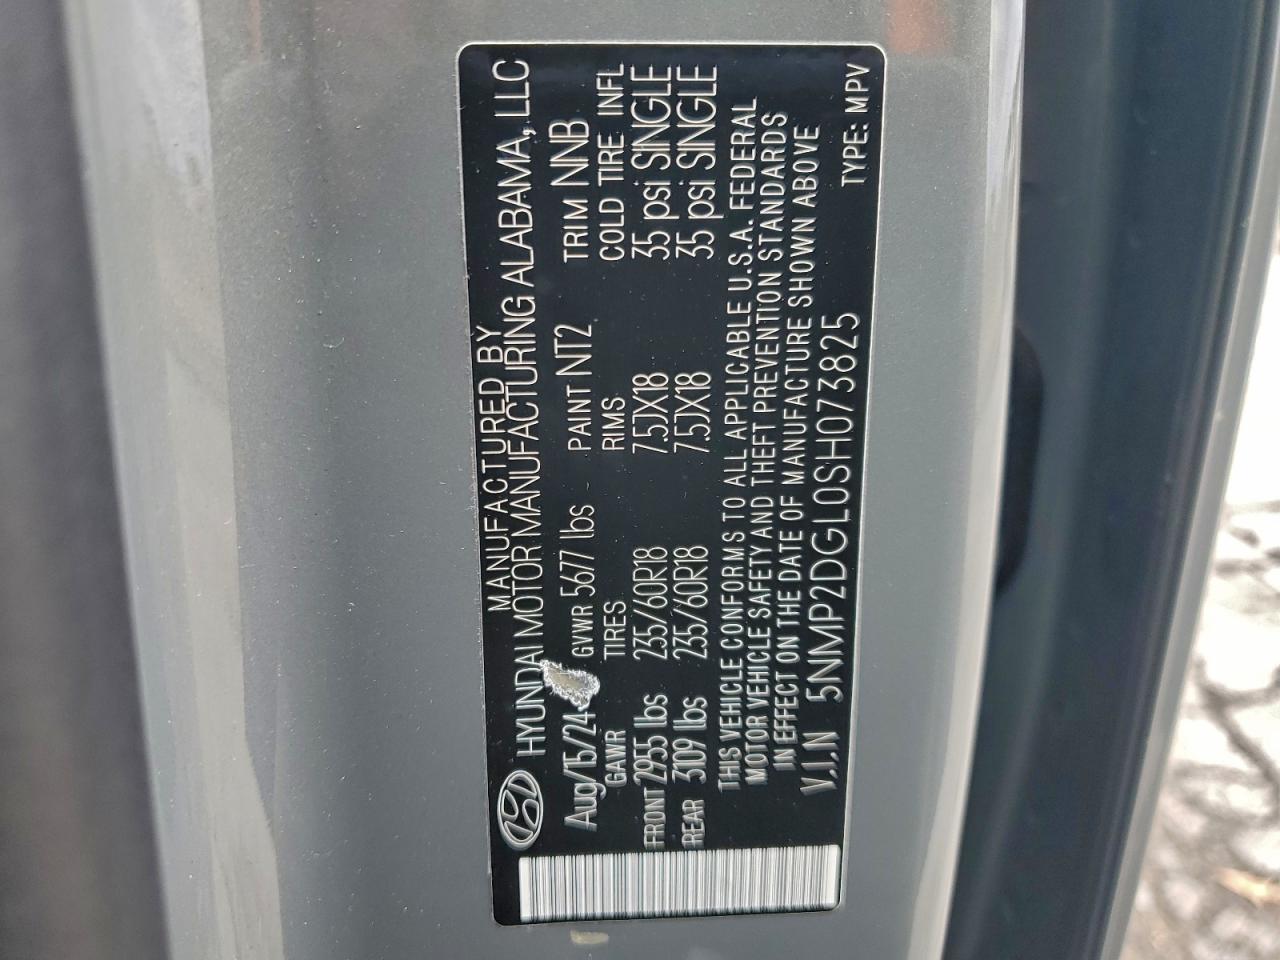 MANUFACTURED BY
HYUNDAI MOTOR MANUFACTURING ALABAMA, LLC
Aug/15/24 GVWR 5677 lbs PAINT NT2 TRIM NNB
GAWR TIRES RIMS COLD TIRE INFL
FRONT 2955 lbs 235/60R18 7.5JX18 35 psi SINGLE
REAR 3109 lbs 235/60R18 7.5JX18 35 psi SINGLE
THIS VEHICLE CONFORMS TO ALL APPLICABLE U.S.A. FEDERAL
MOTOR VEHICLE SAFETY AND THEFT PREVENTION STANDARDS
IN EFFECT ON THE DATE OF MANUFACTURE SHOWN ABOVE
V.I.N 5NMP2DGL0SH073825 TYPE: MPV